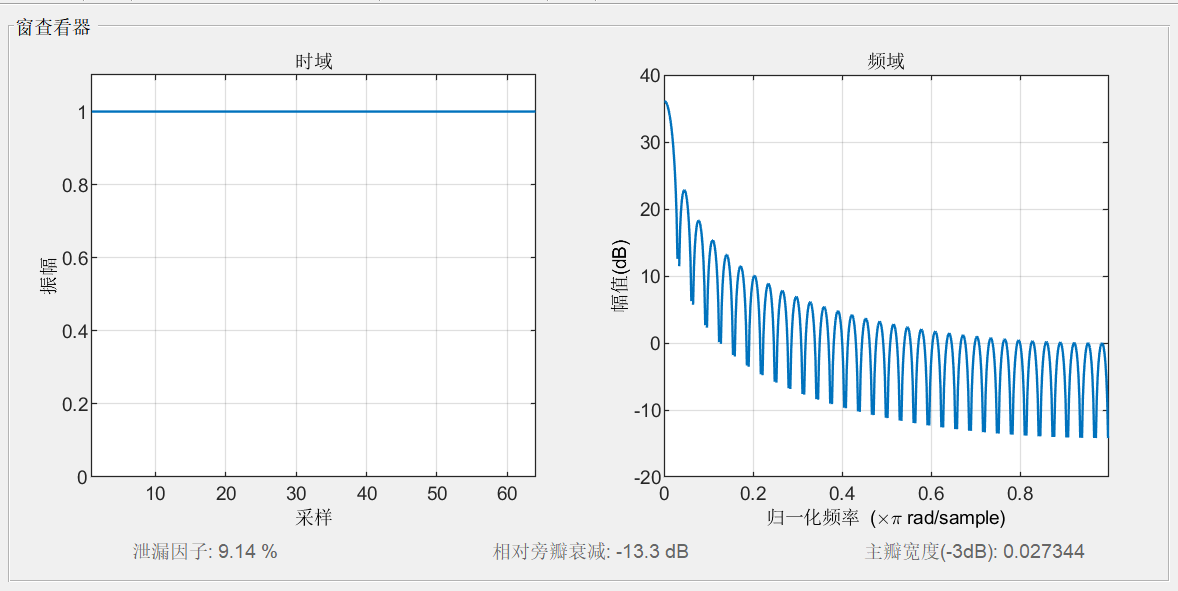 窗查看器
时域
1
0.8
0.6
0.4
0.2
0
振幅
10 20 30 40 50 60
采样
频域
40
30
20
10
0
-10
-20
幅值(dB)
0 0.2 0.4 0.6 0.8
归一化频率 (×π rad/sample)
泄漏因子: 9.14 % 相对旁瓣衰减: -13.3 dB 主瓣宽度(-3dB): 0.027344